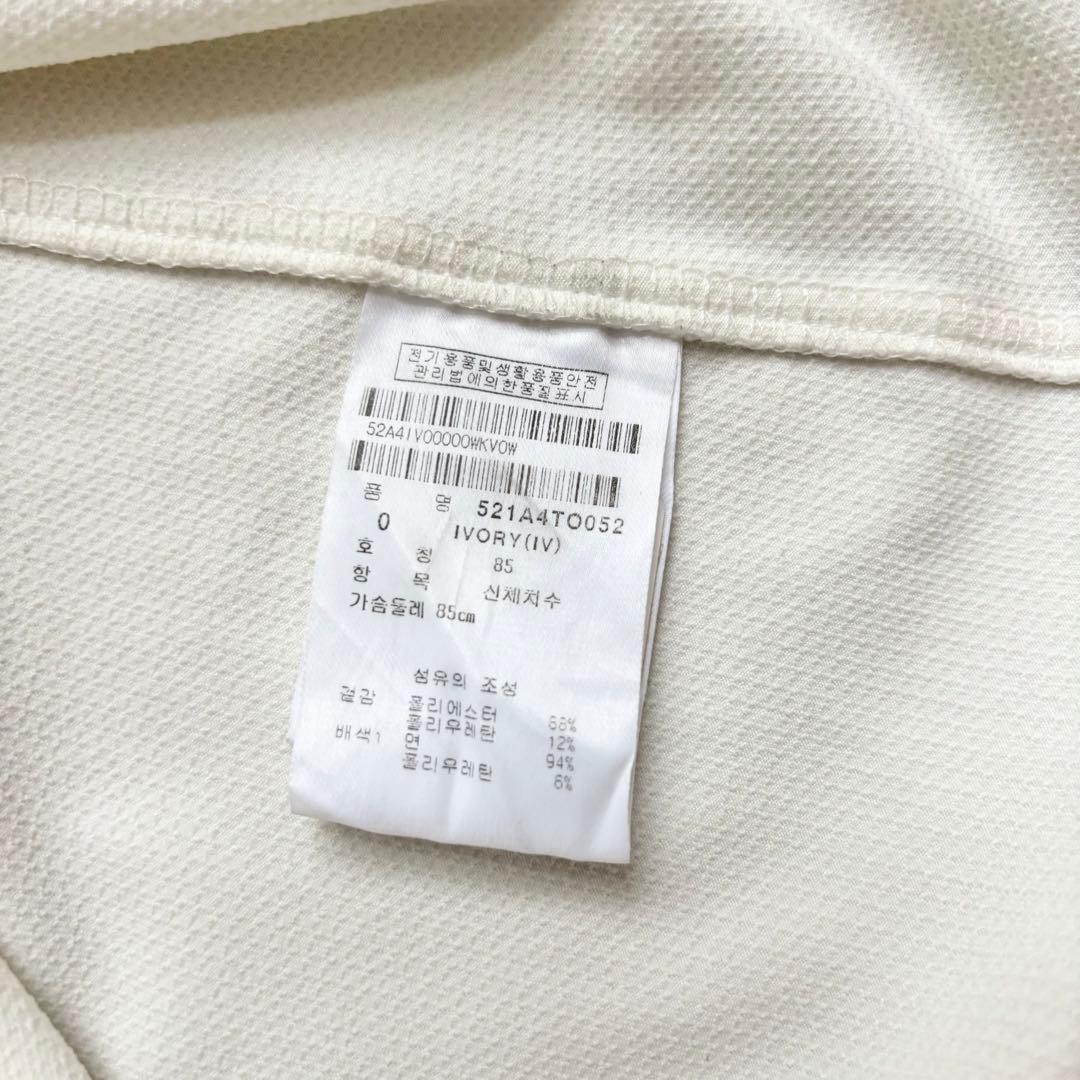 전기용품및생활용품안전
관리법에의한품질표시
52A4IV00000WKV0W
품 명 521A4TO052
0 IVORY(IV)
호 칭 85
항 목 신체치수
가슴둘레 85cm
섬유의 조성
겉감 폴리에스터 88%
폴리우레탄 12%
배색1 면 94%
폴리우레탄 6%